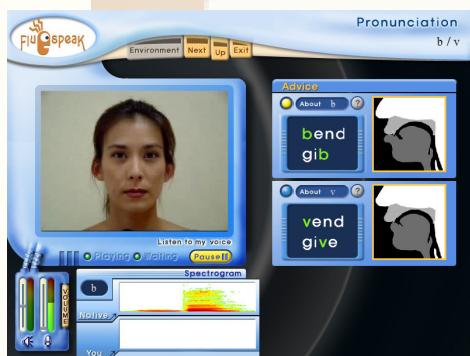 Pronunciation
b / v
FluSpeak
Environment Next Up Exit
Advice
About b ?
bend
gib
About v ?
vend
give
Listen to my voice
Playing Waiting Pause
Spectrogram
b
Native
You
VOLUME